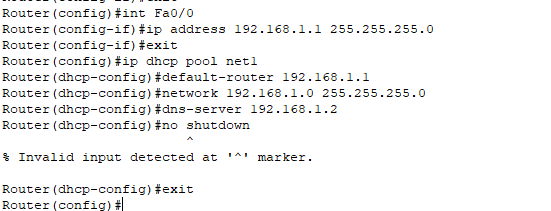 Router(config)#int Fa0/0
Router(config-if)#ip address 192.168.1.1 255.255.255.0
Router(config-if)#exit
Router(config)#ip dhcp pool net1
Router(dhcp-config)#default-router 192.168.1.1
Router(dhcp-config)#network 192.168.1.0 255.255.255.0
Router(dhcp-config)#dns-server 192.168.1.2
Router(dhcp-config)#no shutdown
^
% Invalid input detected at '^' marker.
Router(dhcp-config)#exit
Router(config)#